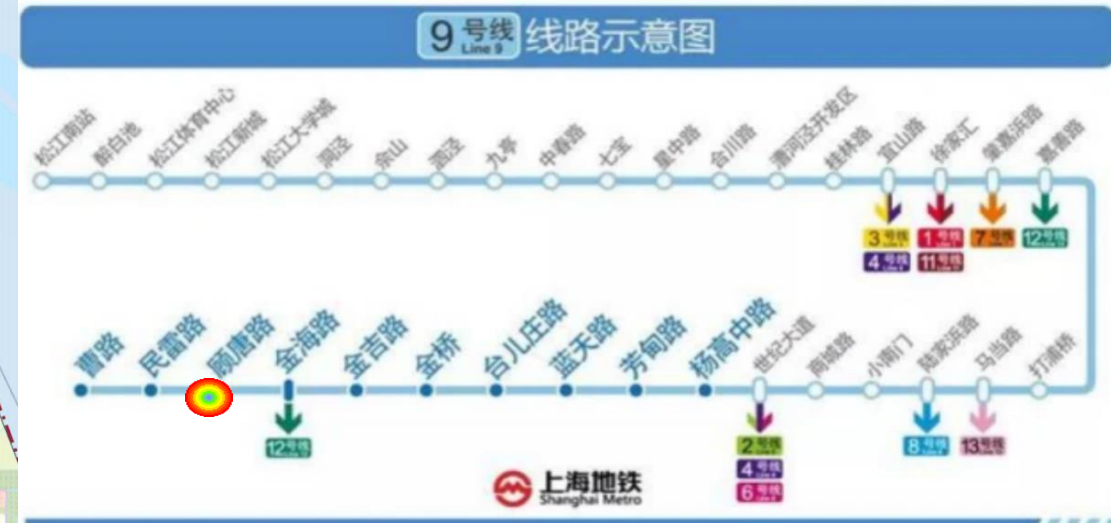 9 号线 Line 9 线路示意图
松江南站 醉白池 松江体育中心 松江新城 松江大学城 洞泾 佘山 泗泾 九亭 中春路 七宝 星中路 合川路 漕河泾开发区 桂林路 宜山路 徐家汇 肇嘉浜路 嘉善路
3号线 1号线 7号线 12号线
4号线 11号线
曹路 民雷路 顾唐路 金海路 金吉路 金桥 台儿庄路 蓝天路 芳甸路 杨高中路 世纪大道 商城路 小南门 陆家浜路 马当路 打浦桥
12号线 2号线 8号线 13号线
4号线
6号线
上海地铁
Shanghai Metro